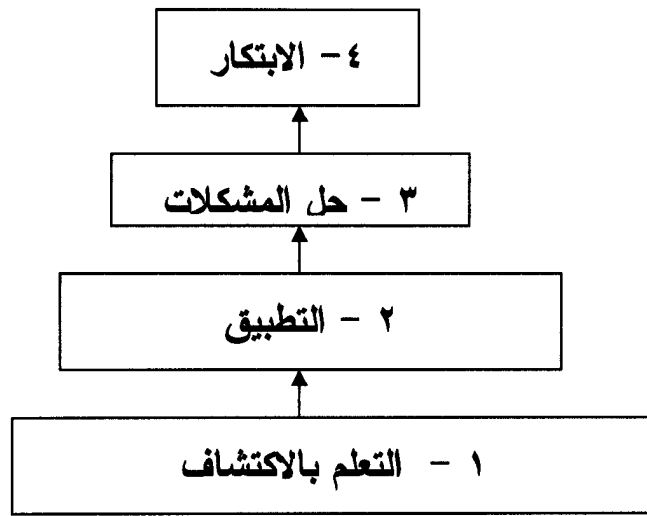 ٤- الابتكار
٣ - حل المشكلات
٢ - التطبيق
١ - التعلم بالاكتشاف